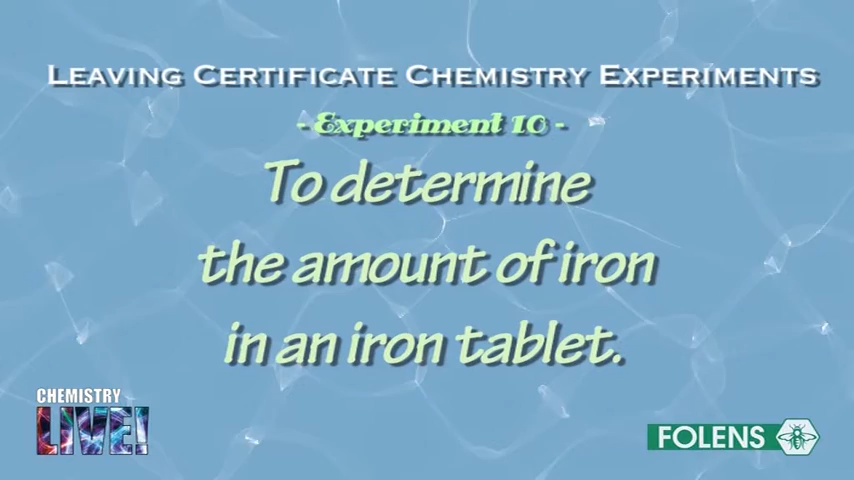 LEAVING CERTIFICATE CHEMISTRY EXPERIMENTS
- Experiment 10 -
To determine
the amount of iron
in an iron tablet.
CHEMISTRY
LIVE!
FOLENS